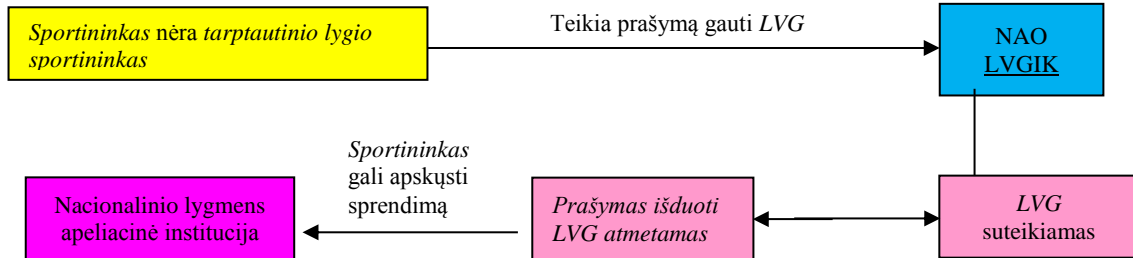 Sportininkas nėra tarptautinio lygio
sportininkas
Teikia prašymą gauti LVG
NAO
LVGIK
Sportininkas
gali apskųsti
sprendimą
Nacionalinio lygmens
apeliacinė institucija
Prašymas išduoti
LVG atmetamas
LVG
suteikiamas